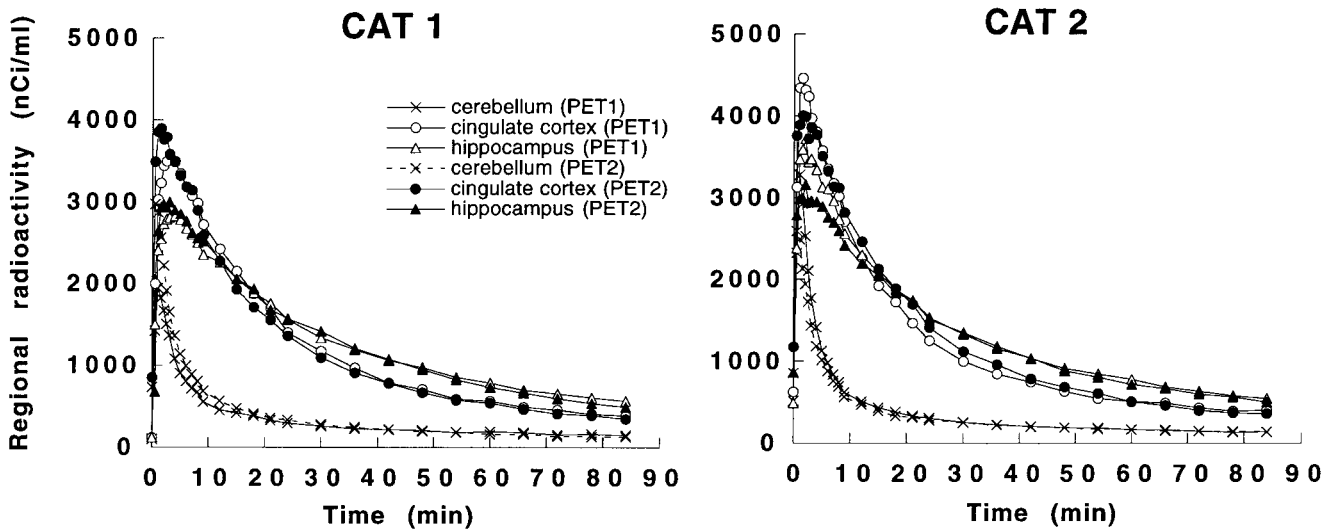 CAT 1
Regional radioactivity (nCi/ml)
5000
4000
3000
2000
1000
0
cerebellum (PET1)
cingulate cortex (PET1)
hippocampus (PET1)
cerebellum (PET2)
cingulate cortex (PET2)
hippocampus (PET2)
0 10 20 30 40 50 60 70 80 90
Time (min)
CAT 2
5000
4000
3000
2000
1000
0
0 10 20 30 40 50 60 70 80 90
Time (min)